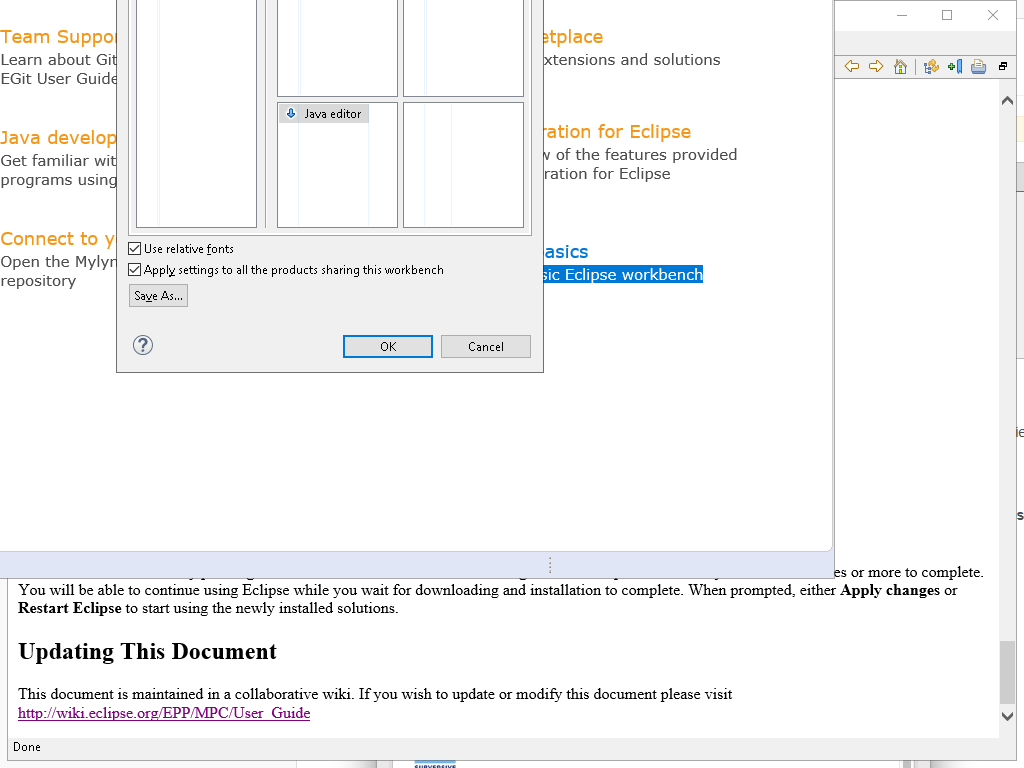 Team Suppor
Learn about Git
EGit User Guide
Java develop
Get familiar wit
programs using
Connect to y
Open the Mylyn
repository
Java editor
Use relative fonts
Apply settings to all the products sharing this workbench
Save As...
OK
Cancel
etplace
xtensions and solutions
ration for Eclipse
w of the features provided
ration for Eclipse
asics
sic Eclipse workbench
es or more to complete.
You will be able to continue using Eclipse while you wait for downloading and installation to complete. When prompted, either Apply changes or
Restart Eclipse to start using the newly installed solutions.
Updating This Document
This document is maintained in a collaborative wiki. If you wish to update or modify this document please visit
http://wiki.eclipse.org/EPP/MPC/User_Guide
Done
SUBVERSIVE